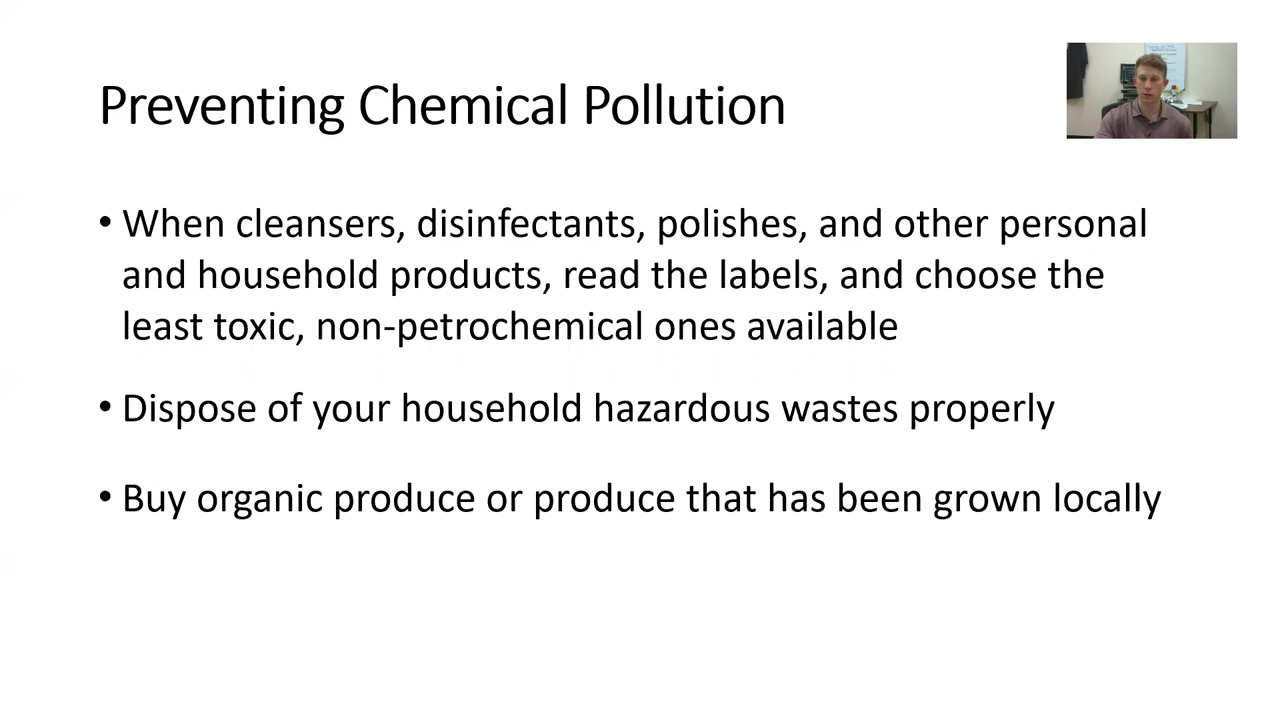 Preventing Chemical Pollution
• When cleansers, disinfectants, polishes, and other personal
and household products, read the labels, and choose the
least toxic, non-petrochemical ones available
• Dispose of your household hazardous wastes properly
• Buy organic produce or produce that has been grown locally